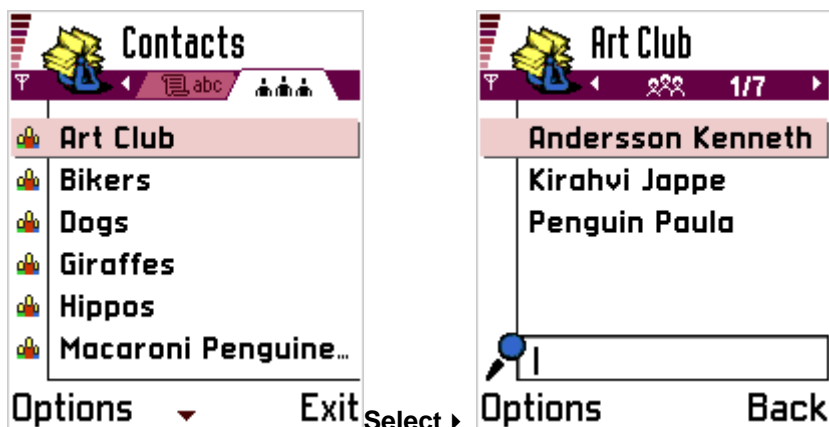 Contacts
abc
Art Club
Bikers
Dogs
Giraffes
Hippos
Macaroni Penguine…
Options Exit
Select
Art Club
1/7
Andersson Kenneth
Kirahvi Jappe
Penguin Paula
Options Back